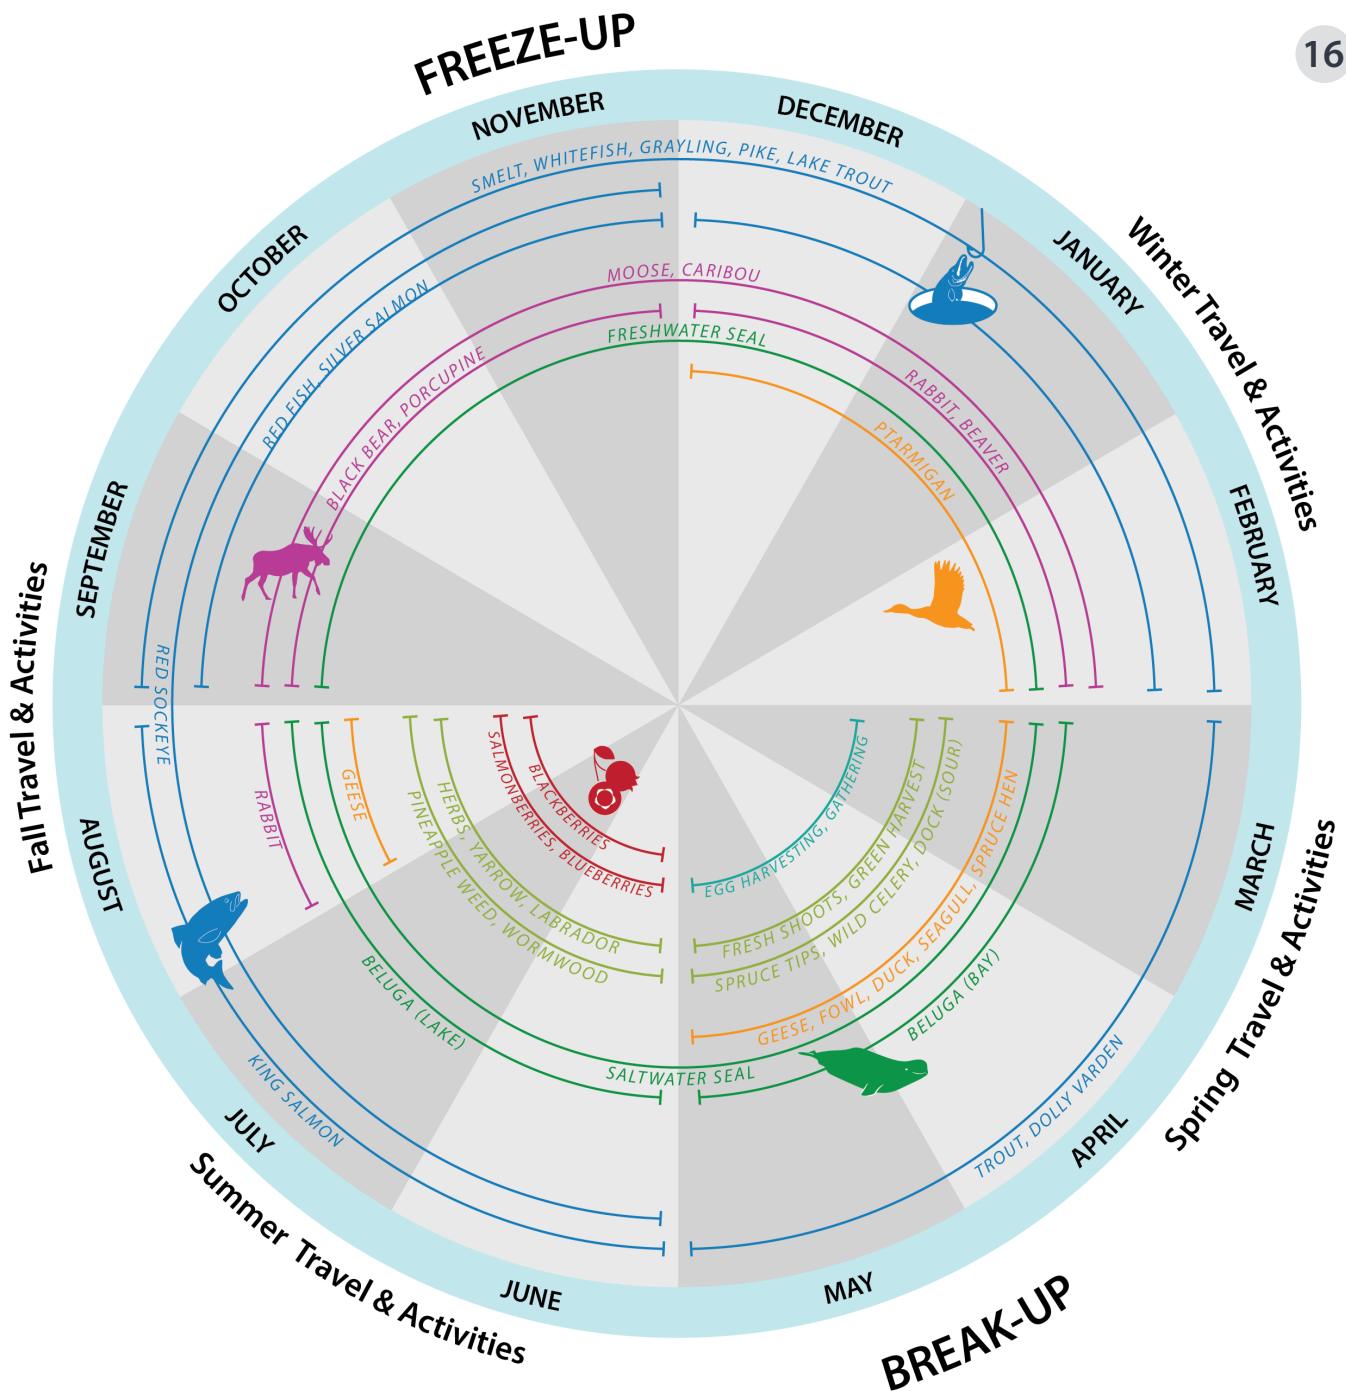 FREEZE-UP
16
NOVEMBER
DECEMBER
SMELT, WHITEFISH, GRAYLING, PIKE, LAKE TROUT
OCTOBER
JANUARY
Winter Travel & Activities
RED FISH, SILVER SALMON
MOOSE, CARIBOU
FRESHWATER SEAL
BLACK BEAR, PORCUPINE
RABBIT, BEAVER
PTARMIGAN
SEPTEMBER
FEBRUARY
Fall Travel & Activities
RED SOCKEYE
AUGUST
RABBIT
GEESE
HERBS, YARROW, LABRADOR
PINEAPPLE WEED, WORMWOOD
SALMONBERRIES, BLUEBERRIES
BLACKBERRIES
EGG HARVESTING, GATHERING
FRESH SHOOTS, GREEN HARVEST
SPRUCE TIPS, WILD CELERY, DOCK (SOUR)
GEESE, FOWL, DUCK, SEAGULL, SPRUCE HEN
BELUGA (BAY)
MARCH
Spring Travel & Activities
BELUGA (LAKE)
SALTWATER SEAL
KING SALMON
TROUT, DOLLY VARDEN
JULY
APRIL
Summer Travel & Activities
JUNE
MAY
BREAK-UP